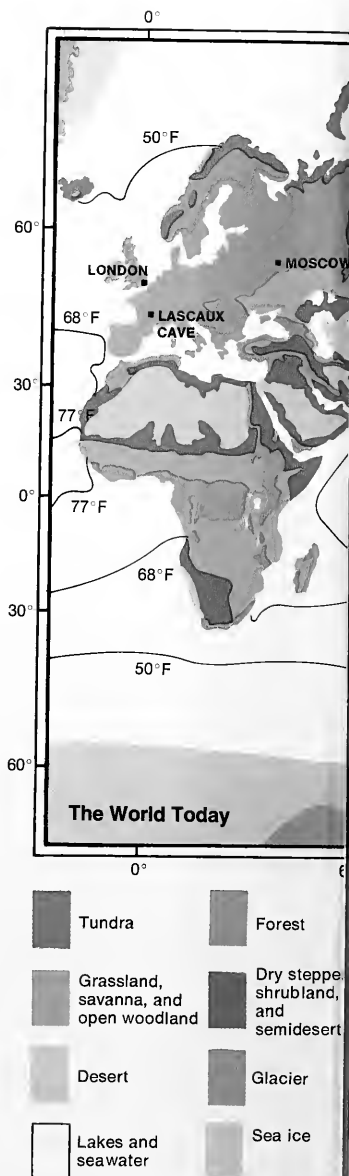 0°
50°F
60°
LONDON
MOSCOW
68°F
LASCAUX
CAVE
30°
77°F
0°
77°F
68°F
30°
50°F
60°
The World Today
0°
6
Tundra
Forest
Grassland,
savanna, and
open woodland
Dry steppe,
shrubland,
and
semidesert
Desert
Glacier
Lakes and
seawater
Sea ice